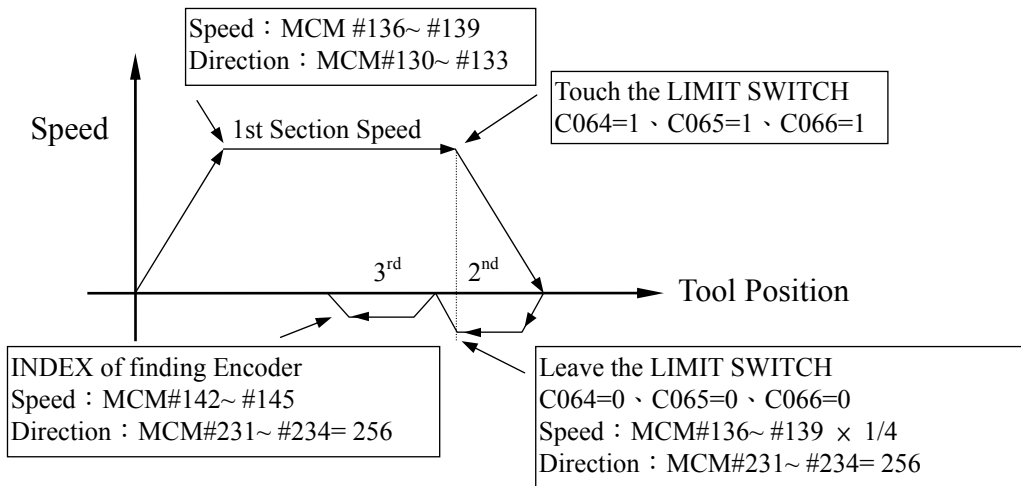 Speed：MCM #136~ #139
Direction：MCM#130~ #133
Touch the LIMIT SWITCH
C064=1、C065=1、C066=1
Speed
1st Section Speed
3rd
2nd
Tool Position
INDEX of finding Encoder
Speed：MCM#142~ #145
Direction：MCM#231~ #234= 256
Leave the LIMIT SWITCH
C064=0、C065=0、C066=0
Speed：MCM#136~ #139 × 1/4
Direction：MCM#231~ #234= 256